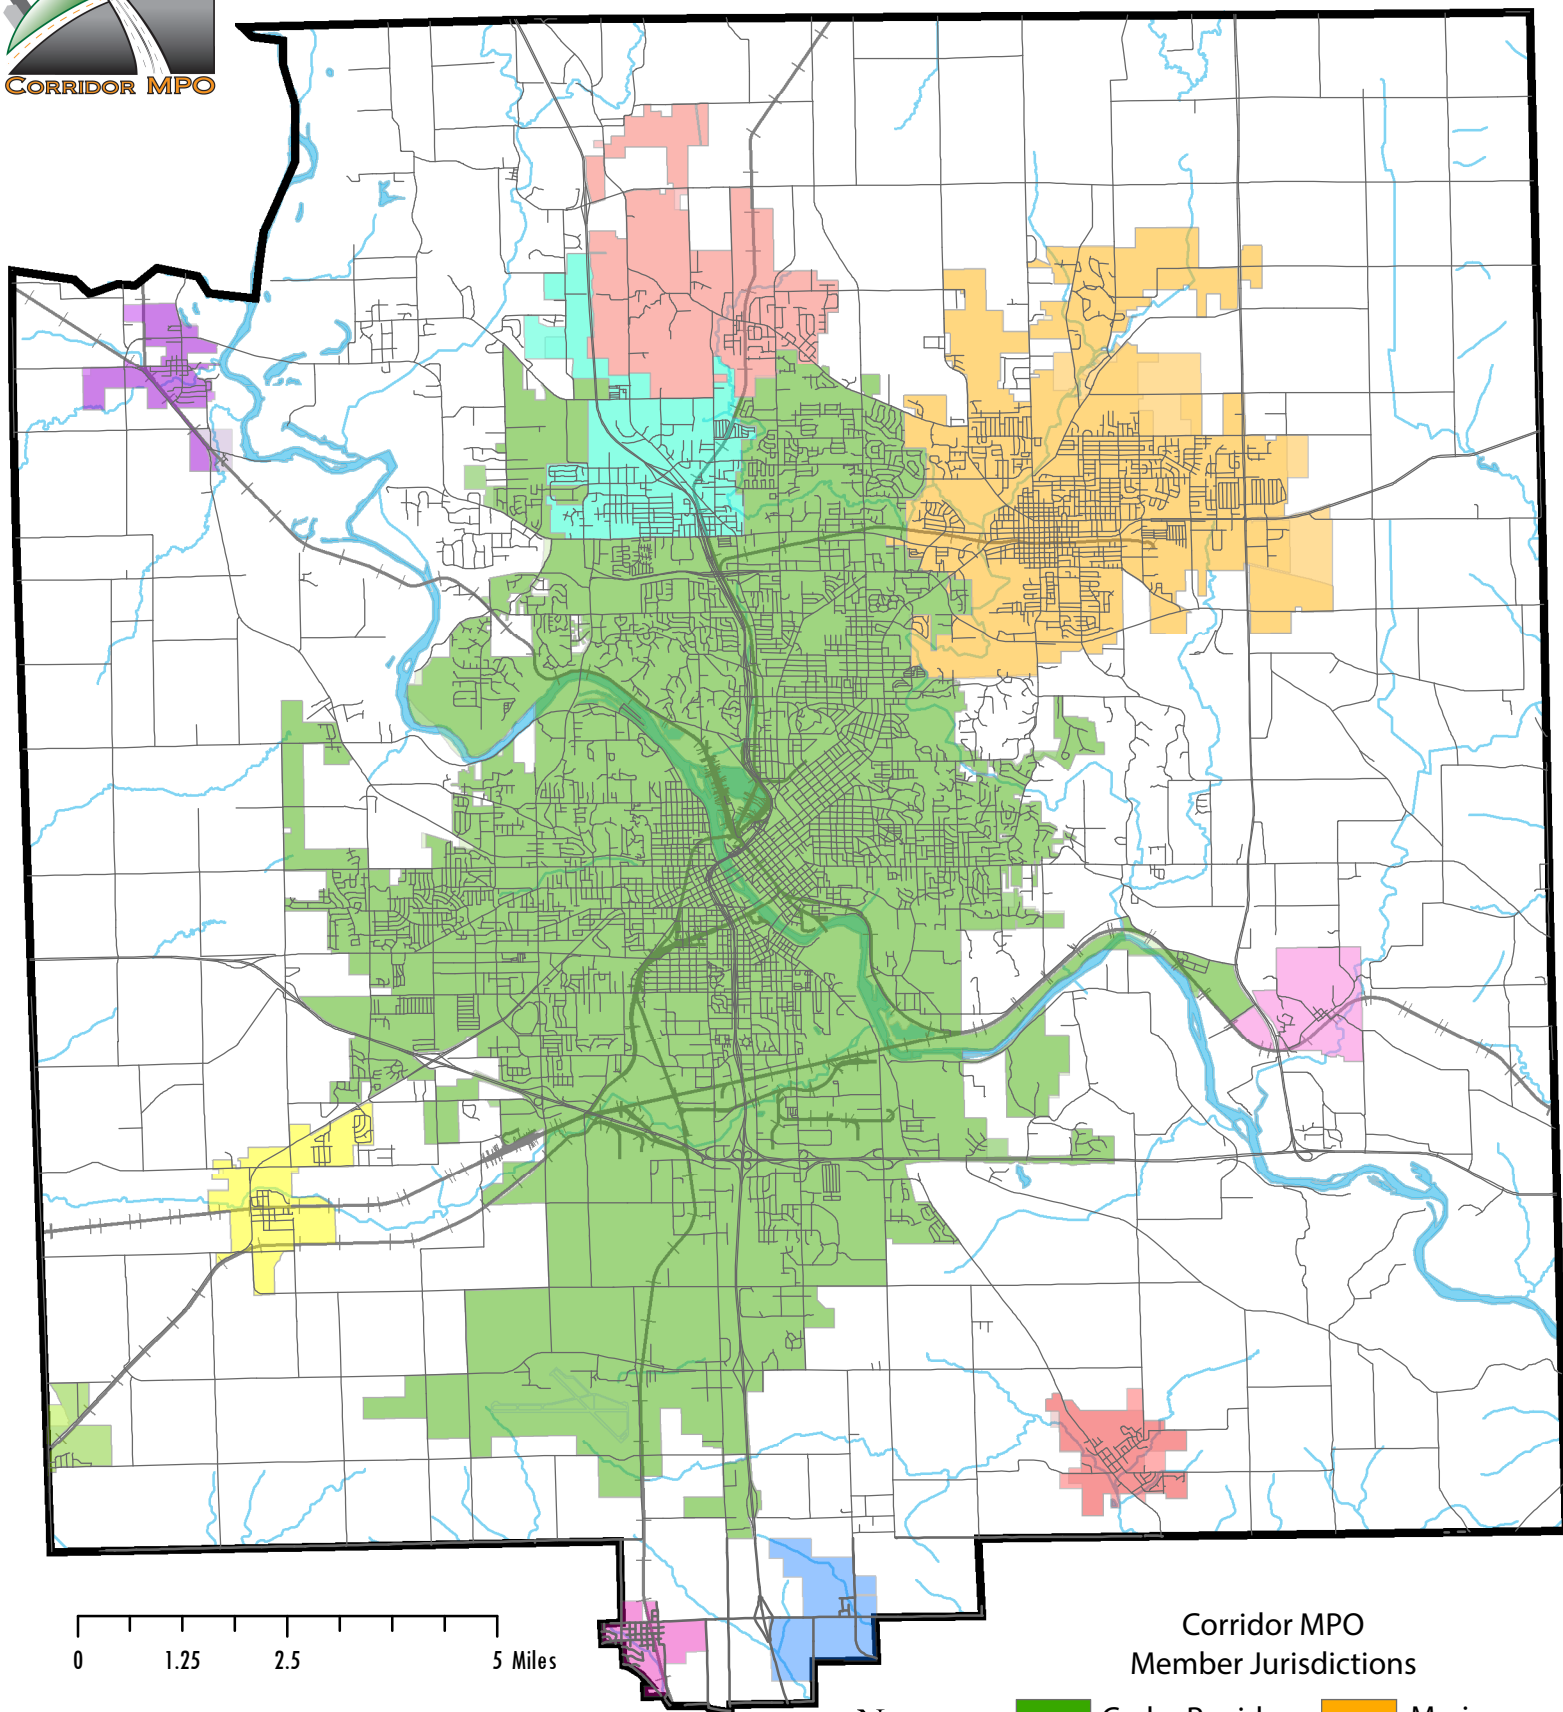 CORRIDOR MPO
0 1.25 2.5 5 Miles
Corridor MPO
Member Jurisdictions
N